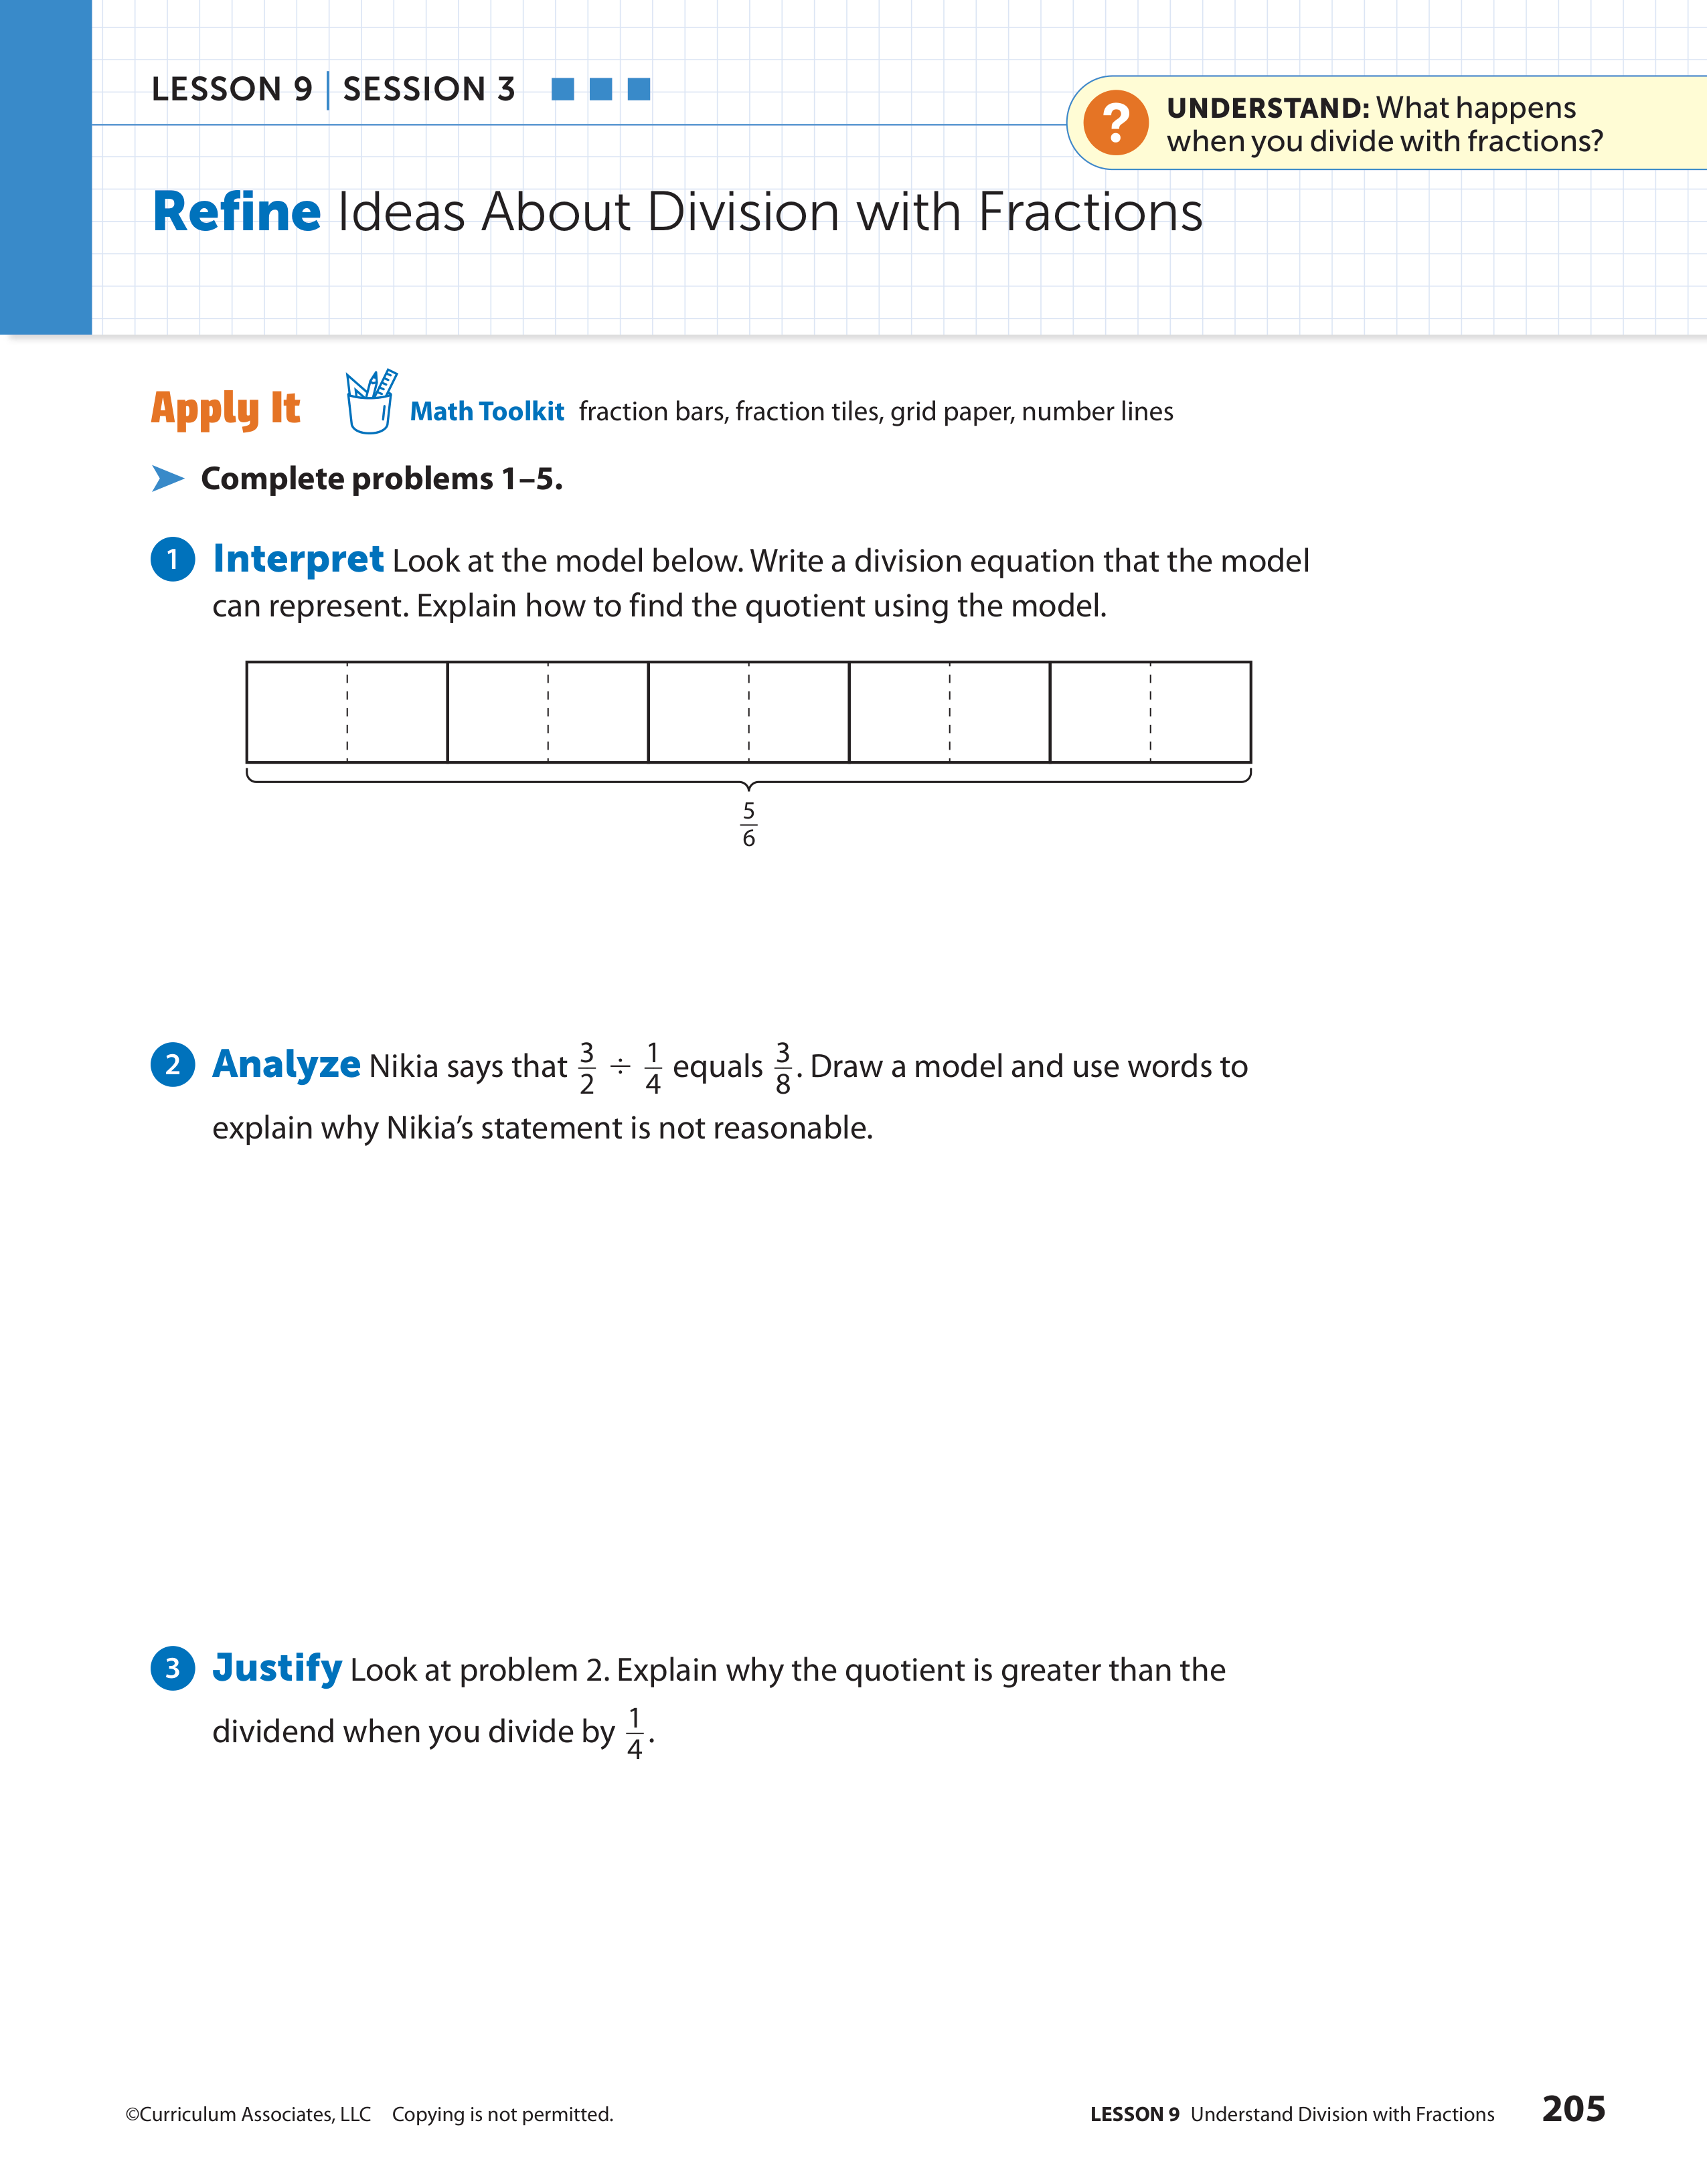 LESSON 9 | SESSION 3
? UNDERSTAND: What happens
when you divide with fractions?
Refine Ideas About Division with Fractions
Apply It Math Toolkit fraction bars, fraction tiles, grid paper, number lines
Complete problems 1–5.
1 Interpret Look at the model below. Write a division equation that the model
can represent. Explain how to find the quotient using the model.
5/6
2 Analyze Nikia says that 3/2 ÷ 1/4 equals 3/8. Draw a model and use words to
explain why Nikia’s statement is not reasonable.
3 Justify Look at problem 2. Explain why the quotient is greater than the
dividend when you divide by 1/4.
©Curriculum Associates, LLC Copying is not permitted.
LESSON 9 Understand Division with Fractions 205